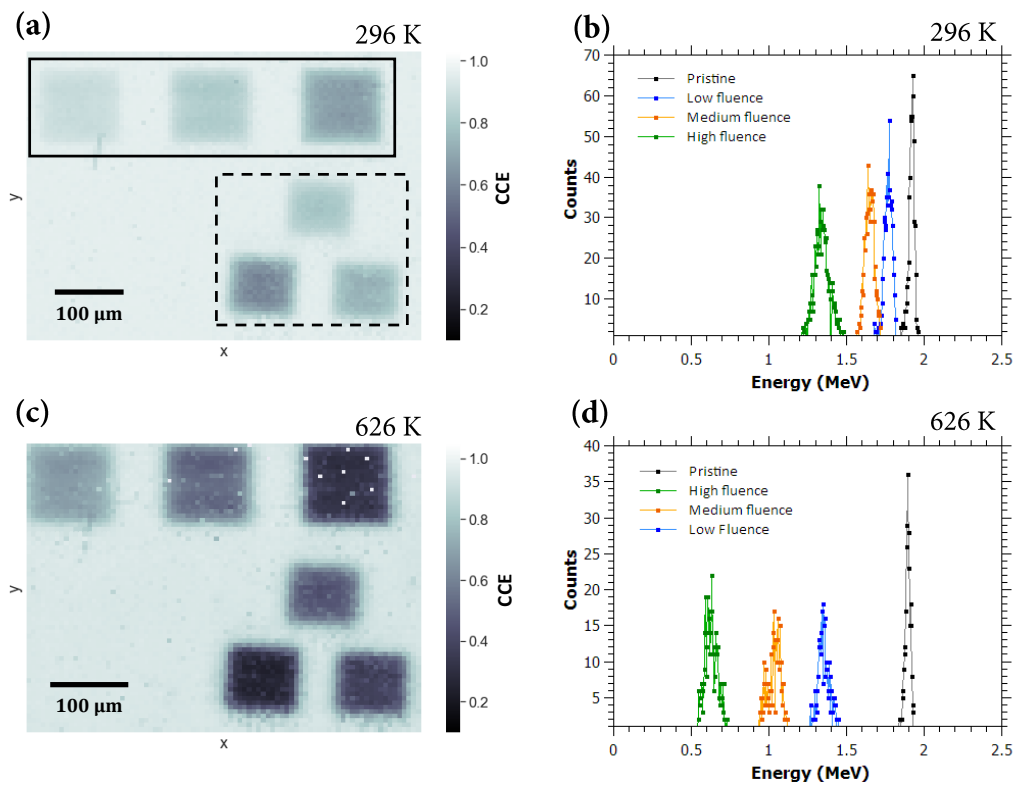 (a)
296 K
y
x
100 μm
1.0
0.8
0.6
0.4
0.2
CCE
(b)
296 K
Pristine
Low fluence
Medium fluence
High fluence
Counts
70
60
50
40
30
20
10
0
0.5
1
1.5
2
2.5
Energy (MeV)
(c)
626 K
y
x
100 μm
1.0
0.8
0.6
0.4
0.2
CCE
(d)
626 K
Pristine
High fluence
Medium fluence
Low Fluence
Counts
40
35
30
25
20
15
10
5
0
0.5
1
1.5
2
2.5
Energy (MeV)